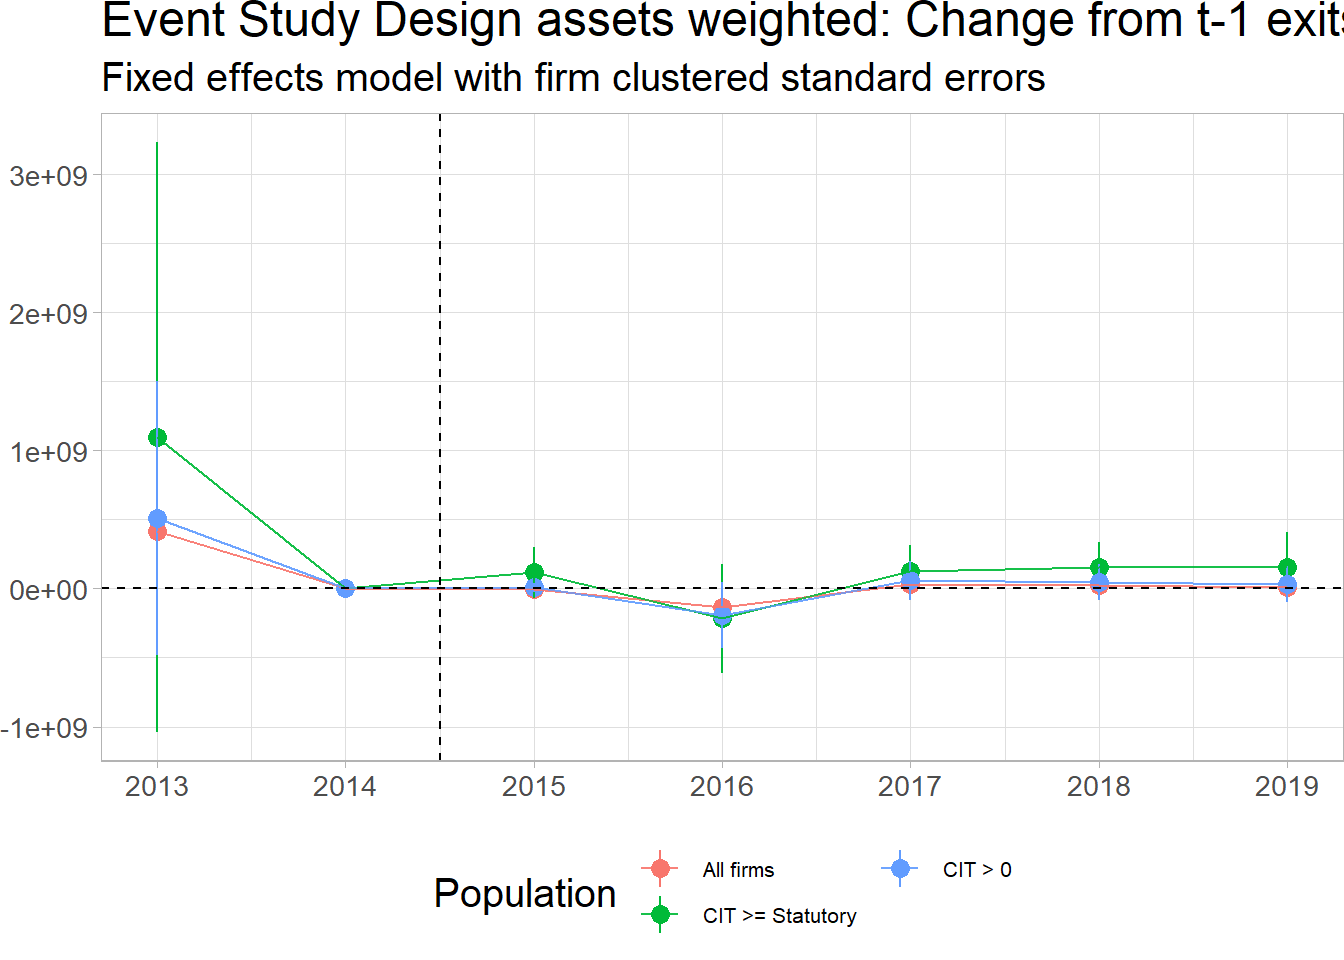 Event Study Design assets weighted: Change from t-1 exits
Fixed effects model with firm clustered standard errors
3e+09
2e+09
1e+09
0e+00
-1e+09
2013 2014 2015 2016 2017 2018 2019
Population
All firms
CIT > 0
CIT >= Statutory